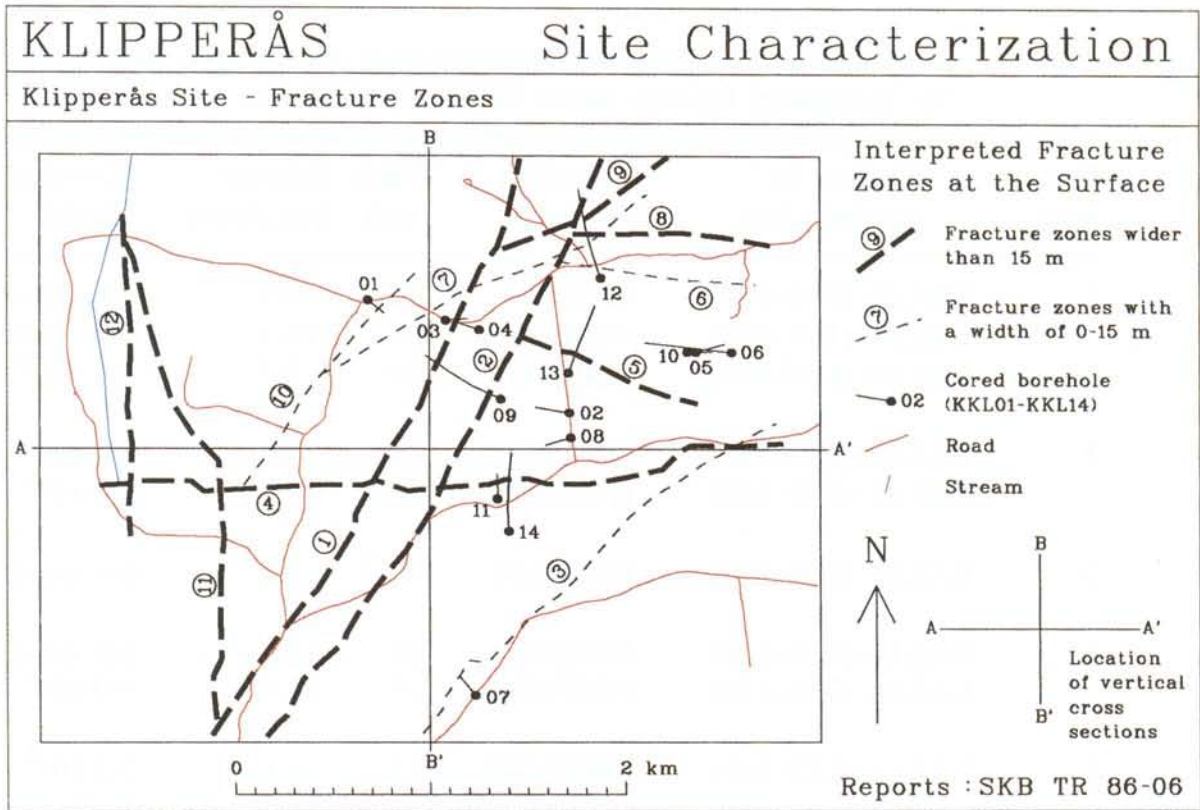 KLIPPERÅS Site Characterization
Klipperås Site - Fracture Zones
B
9
8
7
01
12
6
03
04
12
2
10
05
06
13
5
10
09
02
08
A
A'
4
11
14
1
3
11
07
B'
0 2 km
Interpreted Fracture
Zones at the Surface
9 Fracture zones wider
than 15 m
7 Fracture zones with
a width of 0-15 m
02 Cored borehole
(KKL01-KKL14)
Road
Stream
N
B
A
A'
B'
Location
of vertical
cross
sections
Reports : SKB TR 86-06